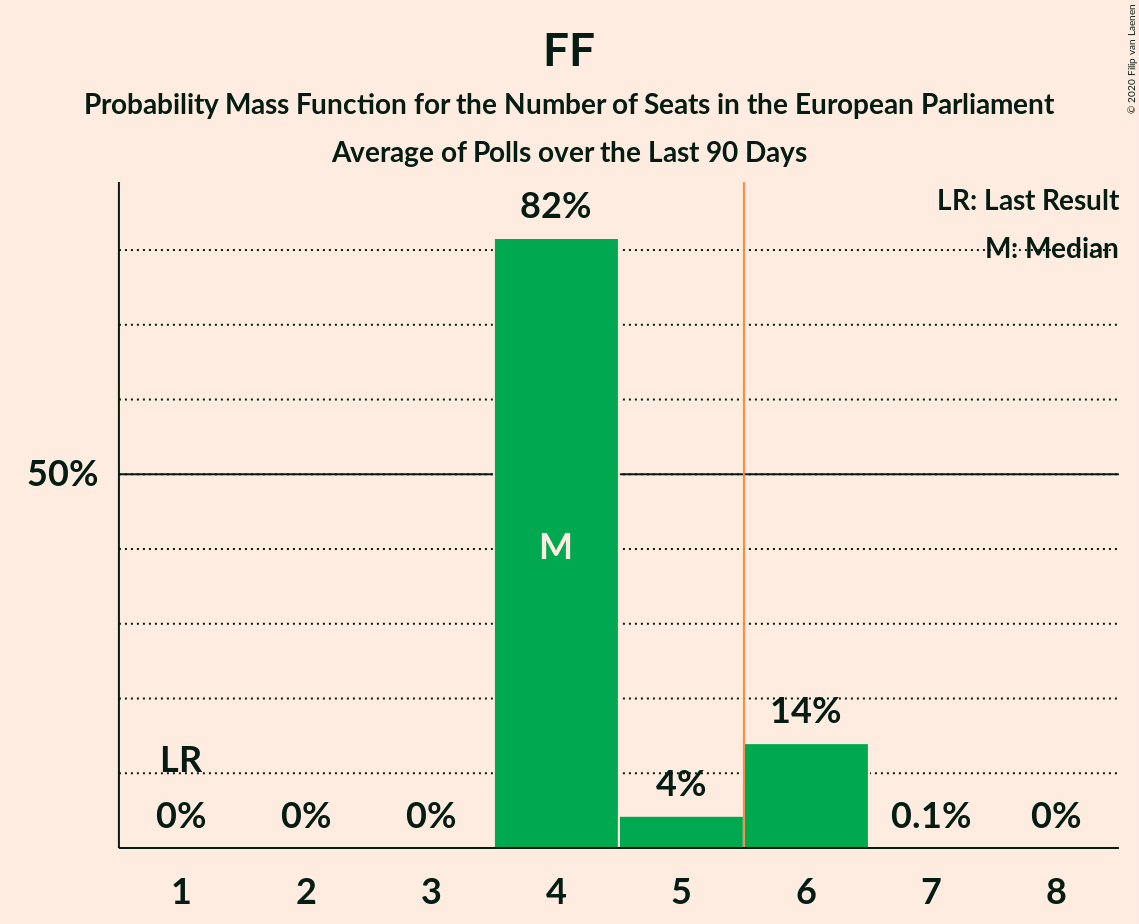 FF
Probability Mass Function for the Number of Seats in the European Parliament
Average of Polls over the Last 90 Days
© 2020 Filip van Laenen
LR: Last Result
M: Median
82%
50%
M
14%
LR
4%
0%
0%
0%
0.1%
0%
1
2
3
4
5
6
7
8